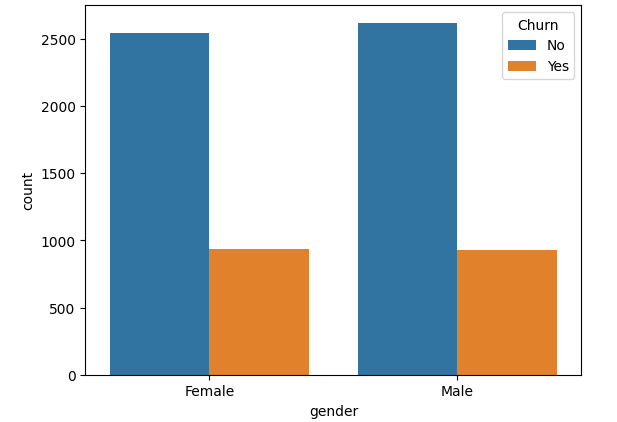 Churn
No
Yes
2500
2000
1500
1000
500
0
count
Female
Male
gender